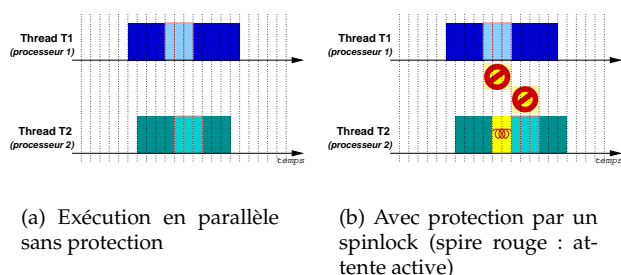 Thread T1
(processeur 1)
Thread T2
(processeur 2)
temps
(a) Exécution en parallèle
sans protection
Thread T1
(processeur 1)
Thread T2
(processeur 2)
temps
(b) Avec protection par un
spinlock (spire rouge : at-
tente active)